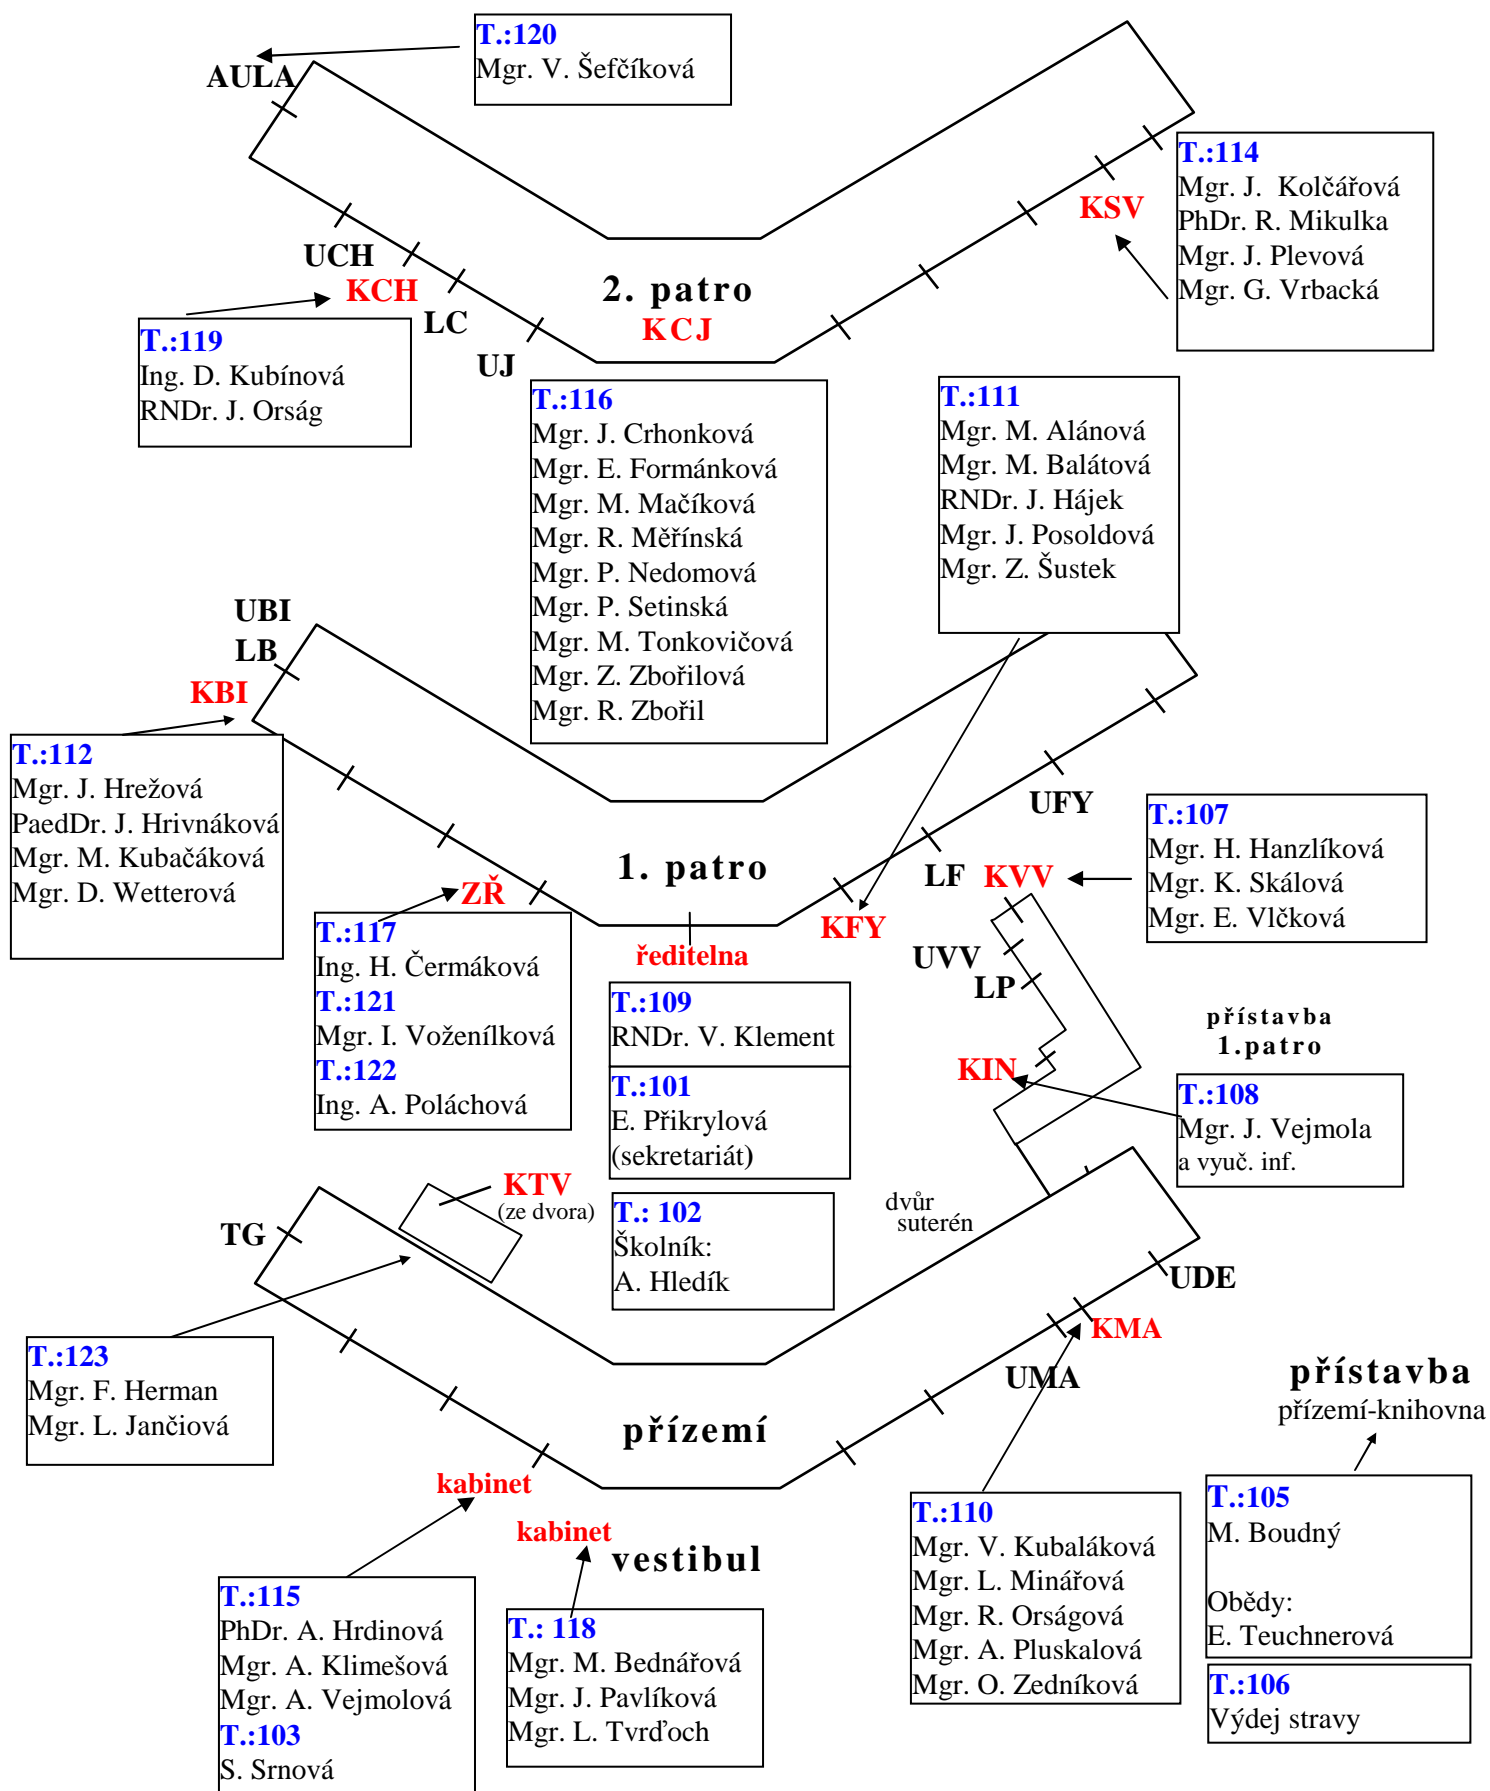 T.:120
Mgr. V. Šefčíková
AULA
T.:114
Mgr. J.  Kolčářová
PhDr. R. Mikulka
Mgr. J. Plevová
Mgr. G. Vrbacká
KSV
UCH
KCH
LC
UJ
2. patro
KCJ
T.:119
Ing. D. Kubínová
RNDr. J. Orság
T.:116
Mgr. J. Crhonková
Mgr. E. Formánková
Mgr. M. Mačíková
Mgr. R. Měřínská
Mgr. P. Nedomová
Mgr. P. Setinská
Mgr. M. Tonkovičová
Mgr. Z. Zbořilová
Mgr. R. Zbořil
T.:111
Mgr. M. Alánová
Mgr. M. Balátová
RNDr. J. Hájek
Mgr. J. Posoldová
Mgr. Z. Šustek
UBI
LB
KBI
T.:112
Mgr. J. Hrežová
PaedDr. J. Hrivnáková
Mgr. M. Kubačáková
Mgr. D. Wetterová
1. patro
ZŘ
ředitelna
KFY
LF
UFY
KVV
T.:107
Mgr. H. Hanzlíková
Mgr. K. Skálová
Mgr. E. Vlčková
T.:117
Ing. H. Čermáková
T.:121
Mgr. I. Voženílková
T.:122
Ing. A. Poláchová
T.:109
RNDr. V. Klement
T.:101
E. Přikrylová
(sekretariát)
UVV
LP
KIN
přístavba
1.patro
T.:108
Mgr. J. Vejmola
a vyuč. inf.
KTV
(ze dvora)
T.: 102
Školník:
A. Hledík
dvůr
suterén
TG
UDE
KMA
UMA
T.:123
Mgr. F. Herman
Mgr. L. Jančiová
přízemí
přístavba
přízemí-knihovna
kabinet
kabinet
vestibul
T.:115
PhDr. A. Hrdinová
Mgr. A. Klimešová
Mgr. A. Vejmolová
T.:103
S. Srnová
T.: 118
Mgr. M. Bednářová
Mgr. J. Pavlíková
Mgr. L. Tvrďoch
T.:110
Mgr. V. Kubaláková
Mgr. L. Minářová
Mgr. R. Orságová
Mgr. A. Pluskalová
Mgr. O. Zedníková
T.:105
M. Boudný
Obědy:
E. Teuchnerová
T.:106
Výdej stravy